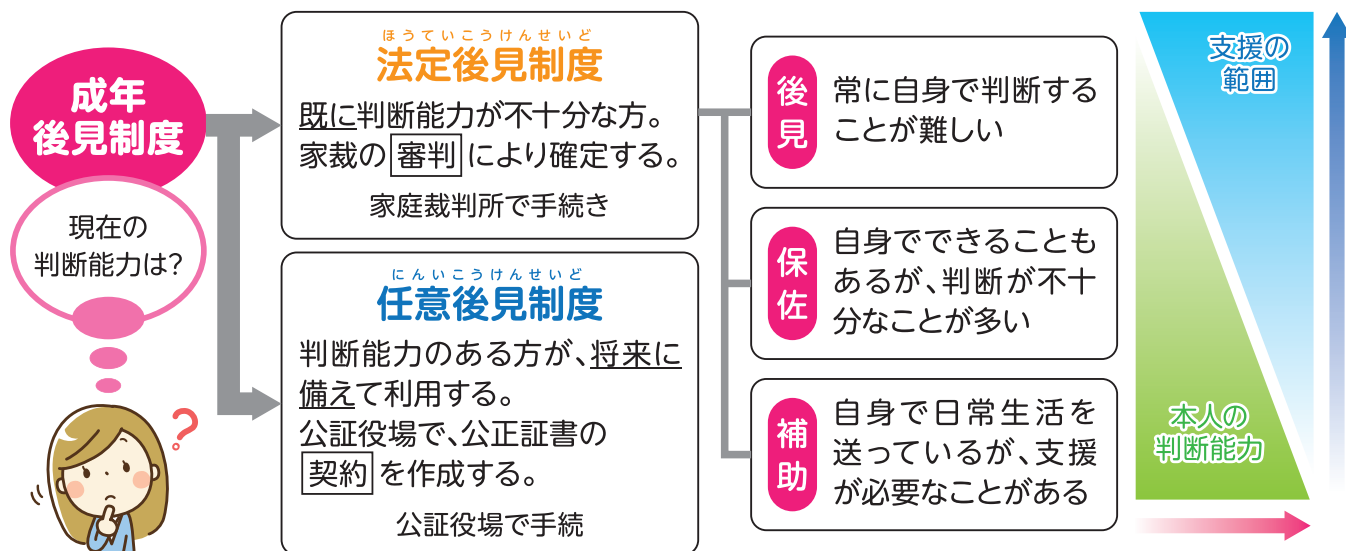 成年
後見制度
現在の
判断能力は?
?
ほうていこうけんせいど
法定後見制度
既に判断能力が不十分な方。
家裁の 審判 により確定する。
家庭裁判所で手続き
にんいこうけんせいど
任意後見制度
判断能力のある方が、将来に
備えて利用する。
公証役場で、公正証書の
契約 を作成する。
公証役場で手続
後見
常に自身で判断する
ことが難しい
保佐
自身でできることも
あるが、判断が不十
分なことが多い
補助
自身で日常生活を
送っているが、支援
が必要なことがある
支援の
範囲
本人の
判断能力